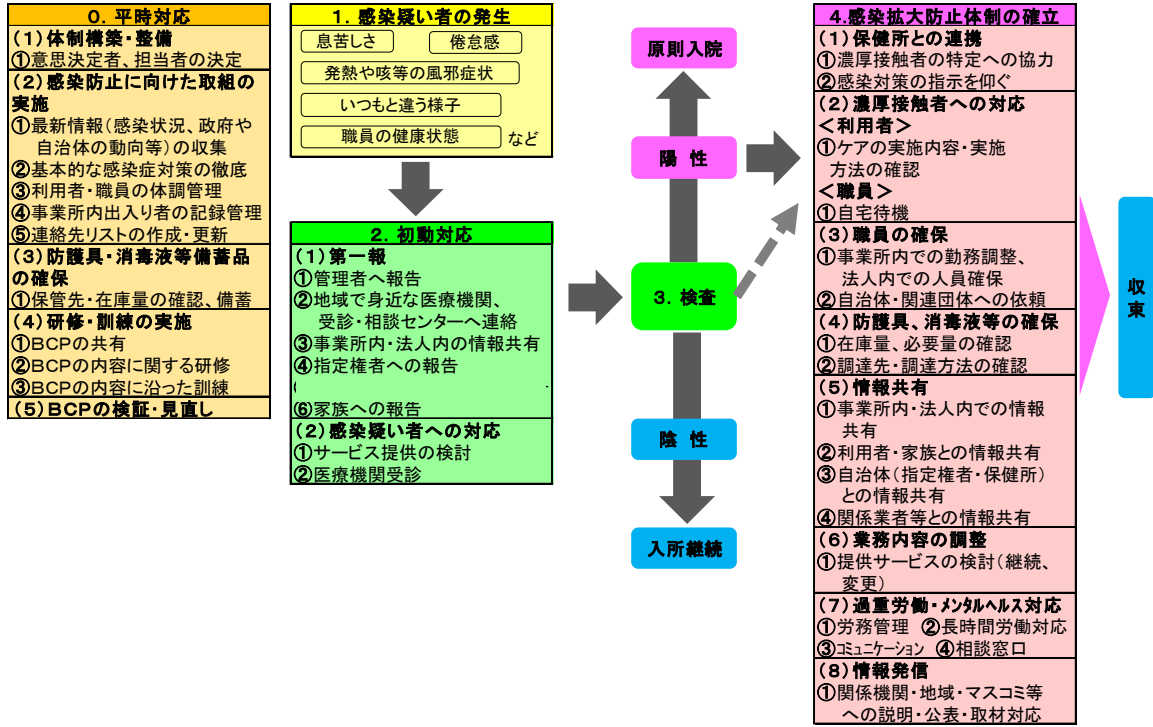 0. 平時対応
(1)体制構築・整備
①意思決定者、担当者の決定
(2)感染防止に向けた取組の
実施
①最新情報(感染状況、政府や
自治体の動向等)の収集
②基本的な感染症対策の徹底
③利用者・職員の体調管理
④事業所内出入り者の記録管理
⑤連絡先リストの作成・更新
(3)防護具・消毒液等備蓄品
の確保
①保管先・在庫量の確認、備蓄
(4)研修・訓練の実施
①BCPの共有
②BCPの内容に関する研修
③BCPの内容に沿った訓練
(5)BCPの検証・見直し
1. 感染疑い者の発生
息苦しさ 倦怠感
発熱や咳等の風邪症状
いつもと違う様子
職員の健康状態 など
2. 初動対応
(1)第一報
①管理者へ報告
②地域で身近な医療機関、
受診・相談センターへ連絡
③事業所内・法人内の情報共有
④指定権者への報告
⑥家族への報告
(2)感染疑い者への対応
①サービス提供の検討
②医療機関受診
原則入院
陽 性
3. 検査
陰 性
入所継続
4.感染拡大防止体制の確立
(1)保健所との連携
①濃厚接触者の特定への協力
②感染対策の指示を仰ぐ
(2)濃厚接触者への対応
<利用者>
①ケアの実施内容・実施
方法の確認
<職員>
①自宅待機
(3)職員の確保
①事業所内での勤務調整、
法人内での人員確保
②自治体・関連団体への依頼
(4)防護具、消毒液等の確保
①在庫量、必要量の確認
②調達先・調達方法の確認
(5)情報共有
①事業所内・法人内での情報
共有
②利用者・家族との情報共有
③自治体(指定権者・保健所)
との情報共有
④関係業者等との情報共有
(6)業務内容の調整
①提供サービスの検討(継続、
変更)
(7)過重労働・メンタルヘルス対応
①労務管理 ②長時間労働対応
③コミュニケーション ④相談窓口
(8)情報発信
①関係機関・地域・マスコミ等
への説明・公表・取材対応
収束